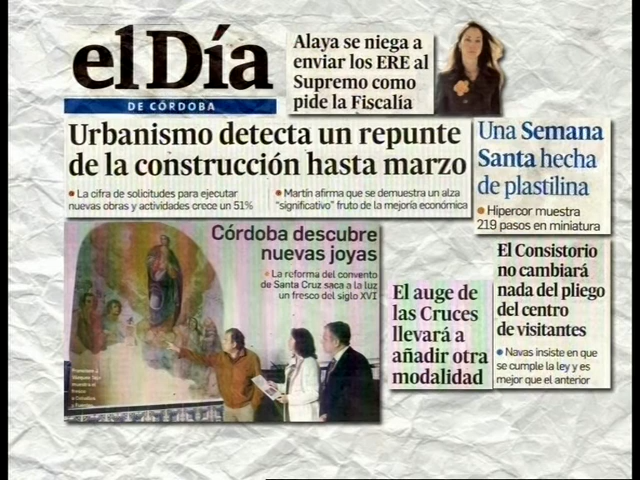 el Día
DE CÓRDOBA
Alaya se niega a
enviar los ERE al
Supremo como
pide la Fiscalía
Urbanismo detecta un repunte
de la construcción hasta marzo
• La cifra de solicitudes para ejecutar
nuevas obras y actividades crece un 51%
• Martín afirma que se demuestra un alza
“significativo” fruto de la mejoría económica
Una Semana
Santa hecha
de plastilina
• Hipercor muestra
219 pasos en miniatura
Córdoba descubre
nuevas joyas
• La reforma del convento
de Santa Cruz saca a la luz
un fresco del siglo XVI
El auge de
las Cruces
llevará a
añadir otra
modalidad
El Consistorio
no cambiará
nada del pliego
del centro
de visitantes
• Navas insiste en que
se cumple la ley y es
mejor que el anterior